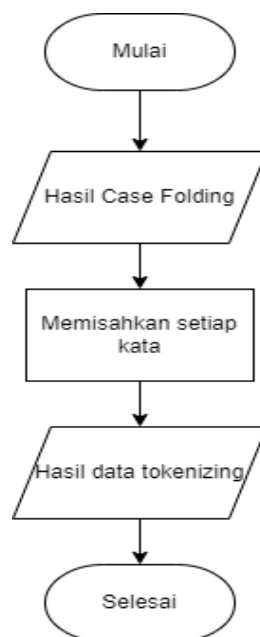 Mulai
Hasil Case Folding
Memisahkan setiap
kata
Hasil data tokenizing
Selesai